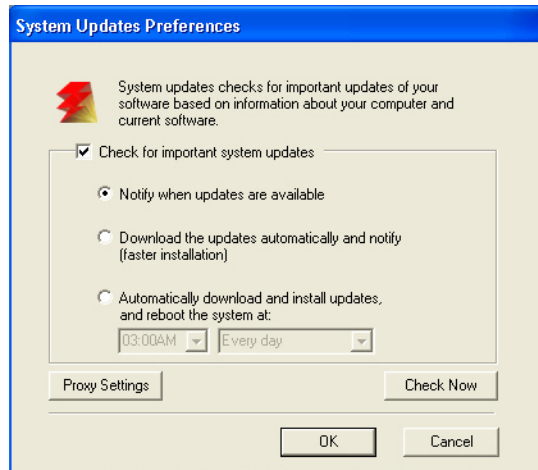 System Updates Preferences
System updates checks for important updates of your
software based on information about your computer and
current software.
Check for important system updates
Notify when updates are available
Download the updates automatically and notify
(faster installation)
Automatically download and install updates,
and reboot the system at:
03:00AM Every day
Proxy Settings Check Now
OK Cancel